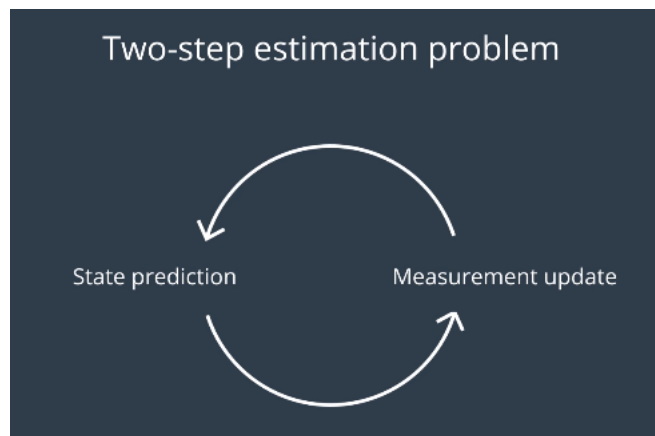 Two-step estimation problem
State prediction
Measurement update